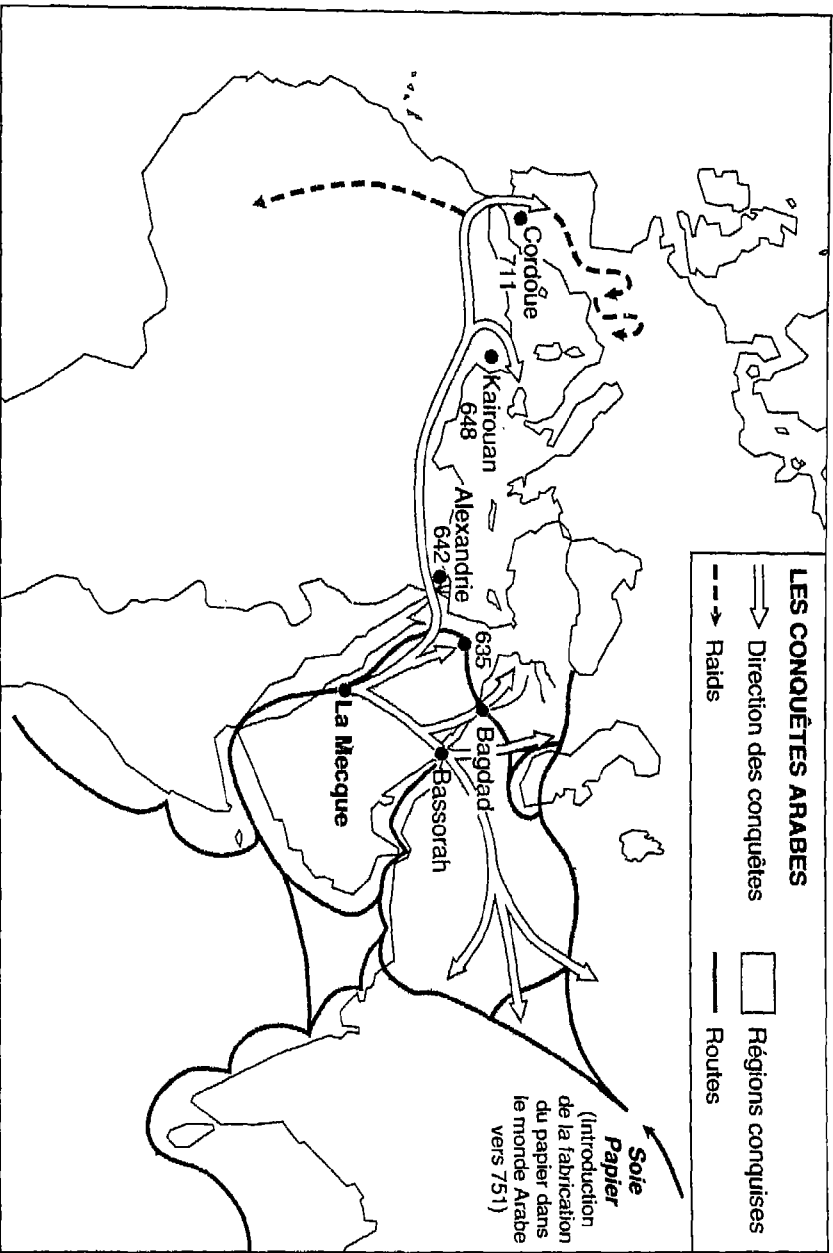 LES CONQUÊTES ARABES
Direction des conquêtes
Régions conquises
Raids
Routes
Cordoue
711
Kairouan
648
Alexandrie
642
635
Bagdad
Bassorah
La Mecque
Soie
Papier
(introduction
de la fabrication
du papier dans
le monde Arabe
vers 751)